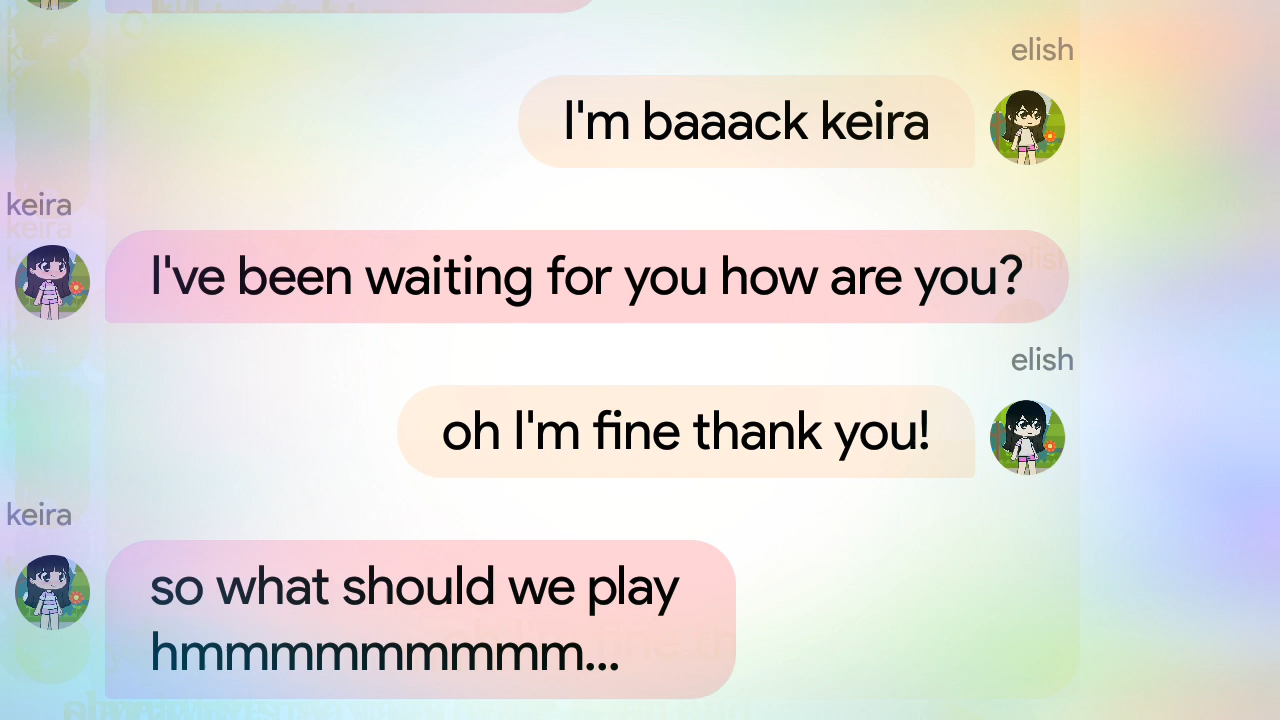 elish
I'm baaack keira
keira
I've been waiting for you how are you?
elish
oh I'm fine thank you!
keira
so what should we play
hmmmmmmmmmm...